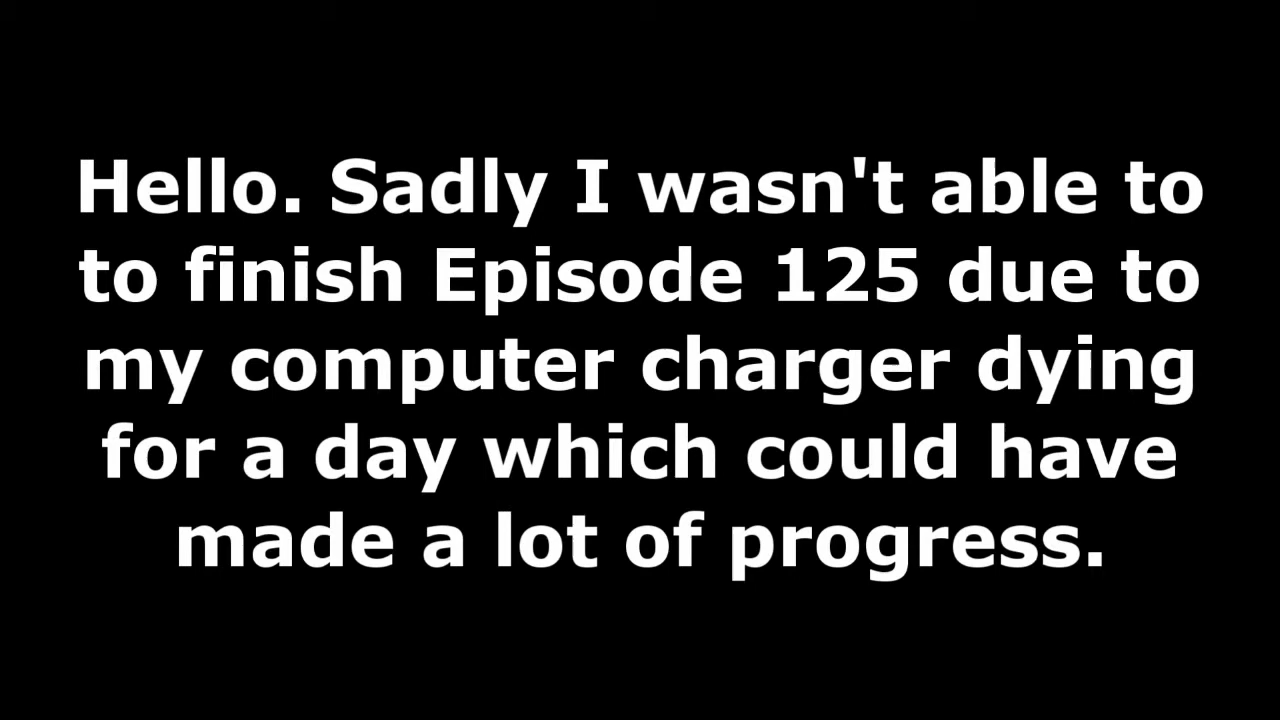 Hello. Sadly I wasn't able to
to finish Episode 125 due to
my computer charger dying
for a day which could have
made a lot of progress.